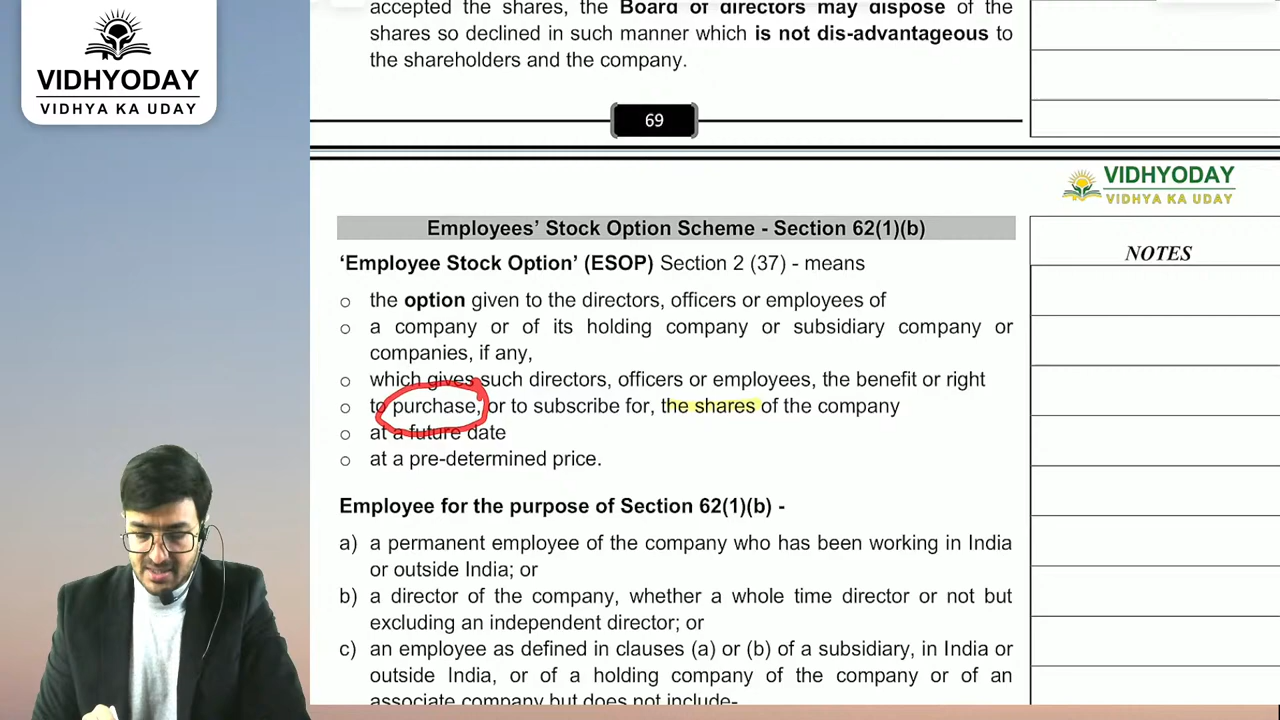 VIDHYODAY
VIDHYA KA UDAY
accepted the shares, the Board of directors may dispose of the
shares so declined in such manner which is not dis-advantageous to
the shareholders and the company.
69
VIDHYODAY
VIDHYA KA UDAY
Employees’ Stock Option Scheme - Section 62(1)(b)
NOTES
‘Employee Stock Option’ (ESOP) Section 2 (37) - means
o the option given to the directors, officers or employees of
o a company or of its holding company or subsidiary company or
companies, if any,
o which gives such directors, officers or employees, the benefit or right
o to purchase, or to subscribe for, the shares of the company
o at a future date
o at a pre-determined price.
Employee for the purpose of Section 62(1)(b) -
a) a permanent employee of the company who has been working in India
or outside India; or
b) a director of the company, whether a whole time director or not but
excluding an independent director; or
c) an employee as defined in clauses (a) or (b) of a subsidiary, in India or
outside India, or of a holding company of the company or of an
associate company but does not include-